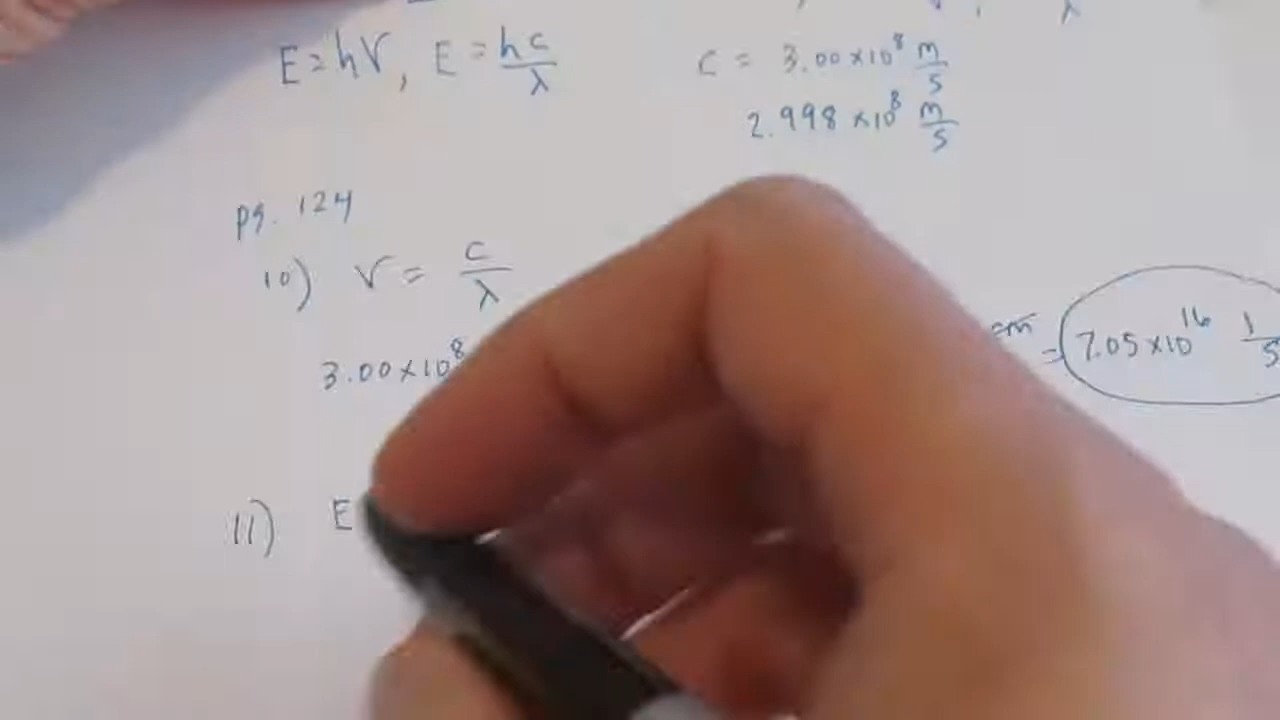 E = hν, E = hc/λ
c = 3.00 × 10⁸ m/s
2.998 × 10⁸ m/s
pg. 124
10) ν = c/λ
3.00 × 10⁸
cm = 7.05 × 10¹⁶ 1/s
11) E